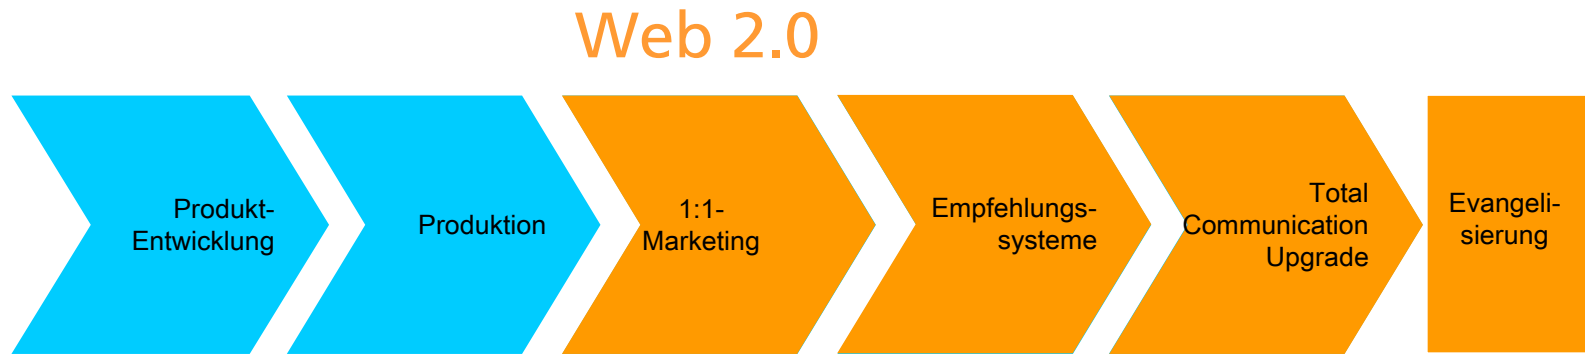 Web 2.0
Produkt-
Entwicklung
Produktion
1:1-
Marketing
Empfehlungs-
systeme
Total
Communication
Upgrade
Evangeli-
sierung